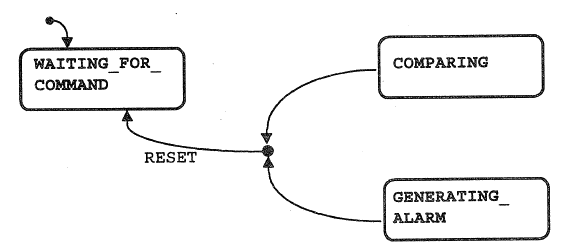 WAITING_FOR_
COMMAND
COMPARING
RESET
GENERATING_
ALARM